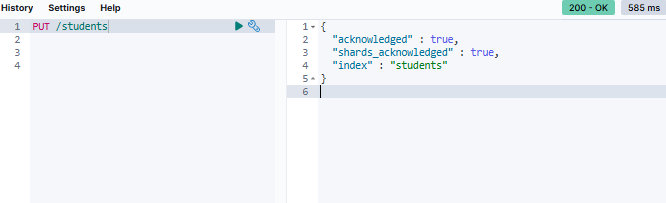 History Settings Help 200 - OK 585 ms
1 PUT /students
2
3
4
1 {
2 "acknowledged" : true,
3 "shards_acknowledged" : true,
4 "index" : "students"
5 }
6